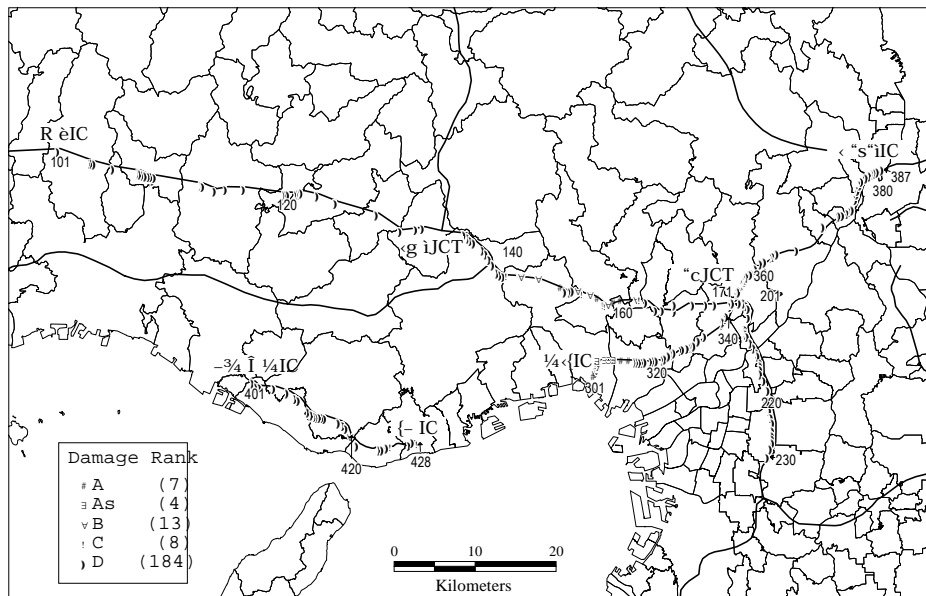 R èIC
101
‹ “s“ìIC
387
380
120
‹g ìJCT
140
“cJCT
360
171
201
160
340
¼‹{IC
320
301
–¾ Î ¼IC
401
220
{– IC
420
428
230
Damage Rank
A (7)
As (4)
B (13)
C (8)
D (184)
0 10 20
Kilometers